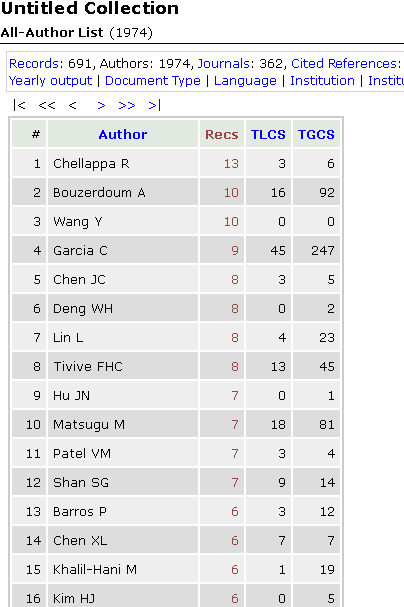 Untitled Collection
All-Author List (1974)
Records: 691, Authors: 1974, Journals: 362, Cited References:
Yearly output | Document Type | Language | Institution | Institu
|< << < > >> >|
# Author Recs TLCS TGCS
1 Chellappa R 13 3 6
2 Bouzerdoum A 10 16 92
3 Wang Y 10 0 0
4 Garcia C 9 45 247
5 Chen JC 8 3 5
6 Deng WH 8 0 2
7 Lin L 8 4 23
8 Tivive FHC 8 13 45
9 Hu JN 7 0 1
10 Matsugu M 7 18 81
11 Patel VM 7 3 4
12 Shan SG 7 9 14
13 Barros P 6 3 12
14 Chen XL 6 7 7
15 Khalil-Hani M 6 1 19
16 Kim HJ 6 0 5